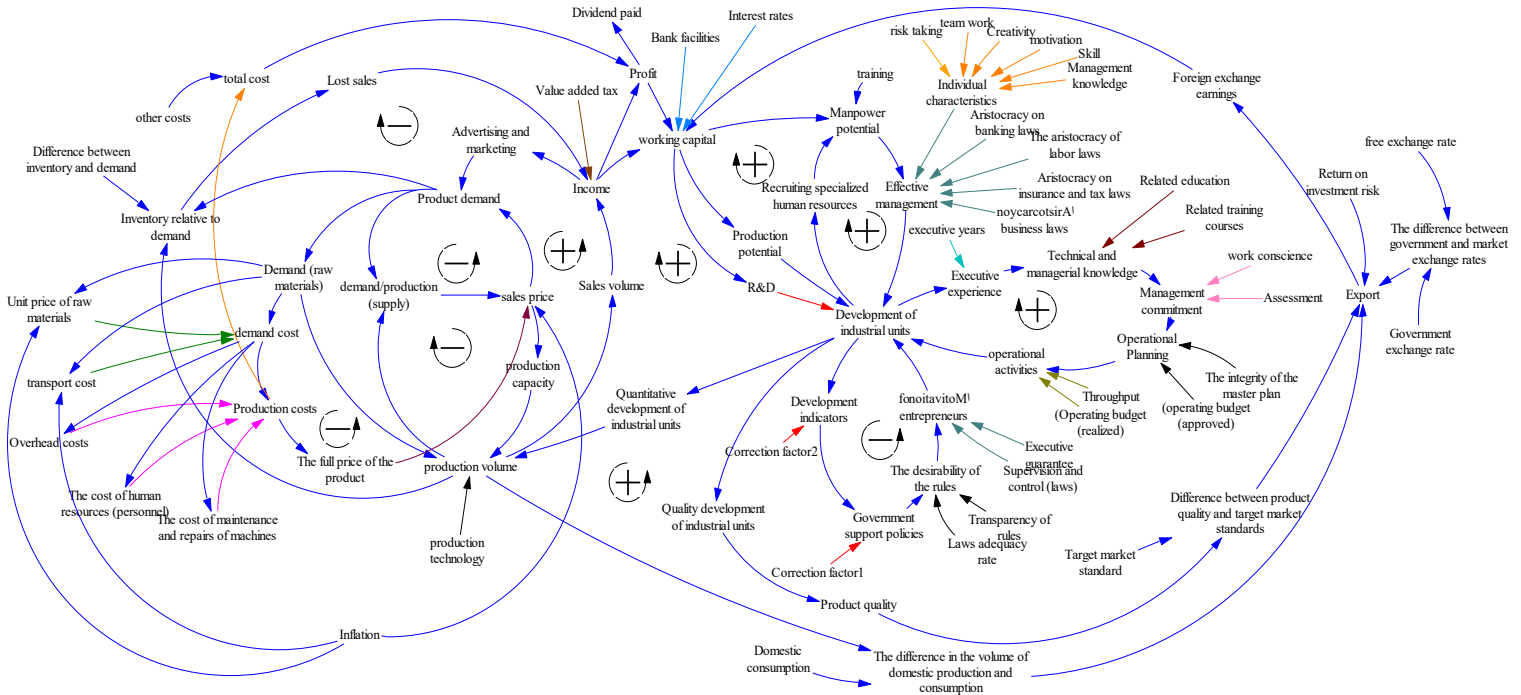 Dividend paid
Interest rates
Bank facilities
risk taking
team work
Creativity
motivation
Skill
Management
knowledge
total cost
Lost sales
Profit
training
Individual
characteristics
Foreign exchange
earnings
other costs
Value added tax
Manpower
potential
Aristocracy on
banking laws
Advertising and
marketing
working capital
The aristocracy of
labor laws
free exchange rate
Difference between
inventory and demand
Income
Recruiting specialized
human resources
Effective
management
Aristocracy on
insurance and tax laws
Related education
Return on
investment risk
Product demand
Inventory relative to
demand
noycarcotsirA\
business laws
Related training
courses
Production
potential
executive years
The difference between
government and market
exchange rates
Demand (raw
materials)
demand/production
(supply)
sales price
Sales volume
R&D
Executive
experience
Technical and
managerial knowledge
work conscience
Management
commitment
Assessment
Export
Unit price of raw
materials
demand cost
Development of
industrial units
Operational
Planning
Government
exchange rate
operational
activities
transport cost
production
capacity
The integrity of the
master plan
Throughput
(Operating budget
(realized)
(operating budget
(approved)
Production costs
Quantitative
development of
industrial units
Development
indicators
fonoitavitoM\
entrepreneurs
Overhead costs
Correction factor2
Executive
guarantee
The full price of the
product
production volume
The desirability of
the rules
Supervision and
control (laws)
The cost of human
resources (personnel)
The cost of maintenance
and repairs of machines
Quality development
of industrial units
Government
support policies
Transparency of
rules
Laws adequacy
rate
Difference between product
quality and target market
standards
production
technology
Target market
standard
Correction factor1
Product quality
Inflation
Domestic
consumption
The difference in the volume of
domestic production and
consumption